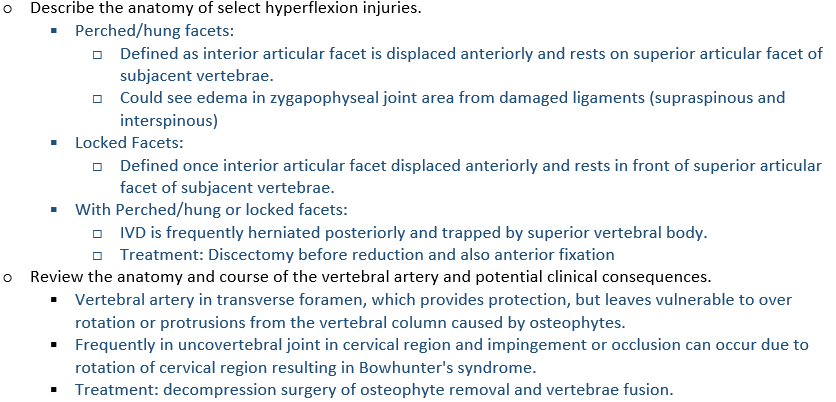 o Describe the anatomy of select hyperflexion injuries.
▪ Perched/hung facets:
□ Defined as interior articular facet is displaced anteriorly and rests on superior articular facet of
subjacent vertebrae.
□ Could see edema in zygapophyseal joint area from damaged ligaments (supraspinous and
interspinous)
▪ Locked Facets:
□ Defined once interior articular facet displaced anteriorly and rests in front of superior articular
facet of subjacent vertebrae.
▪ With Perched/hung or locked facets:
□ IVD is frequently herniated posteriorly and trapped by superior vertebral body.
□ Treatment: Discectomy before reduction and also anterior fixation
o Review the anatomy and course of the vertebral artery and potential clinical consequences.
▪ Vertebral artery in transverse foramen, which provides protection, but leaves vulnerable to over
rotation or protrusions from the vertebral column caused by osteophytes.
▪ Frequently in uncovertebral joint in cervical region and impingement or occlusion can occur due to
rotation of cervical region resulting in Bowhunter's syndrome.
▪ Treatment: decompression surgery of osteophyte removal and vertebrae fusion.